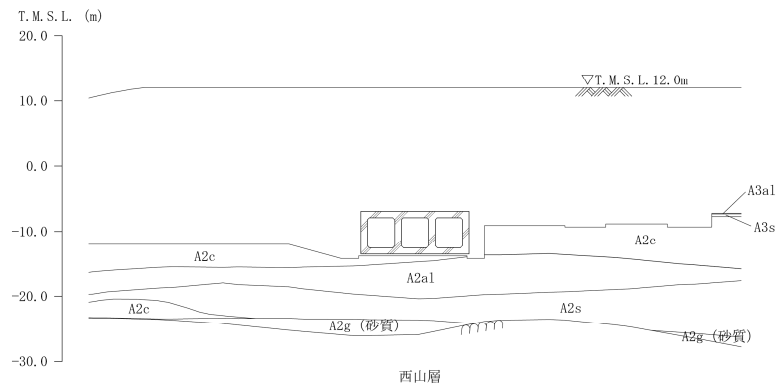 T.M.S.L. (m)
20.0
10.0
0.0
-10.0
-20.0
-30.0
▽T.M.S.L.12.0m
A3al
A3s
A2c
A2c
A2al
A2c
A2s
A2g(砂質)
A2g(砂質)
西山層